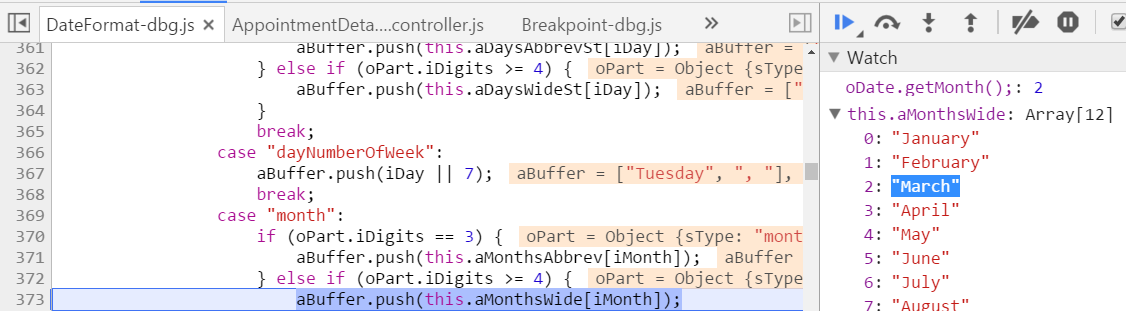 DateFormat-dbg.js × AppointmentDeta....controller.js Breakpoint-dbg.js »
361 aBuffer.push(this.aDaysAbbrevSt[iDay]); aBuffer =
362 } else if (oPart.iDigits >= 4) { oPart = Object {sType
363 aBuffer.push(this.aDaysWideSt[iDay]); aBuffer = ["
364 }
365 break;
366 case "dayNumberOfWeek":
367 aBuffer.push(iDay || 7); aBuffer = ["Tuesday", ", "],
368 break;
369 case "month":
370 if (oPart.iDigits == 3) { oPart = Object {sType: "mont
371 aBuffer.push(this.aMonthsAbbrev[iMonth]); aBuffer
372 } else if (oPart.iDigits >= 4) { oPart = Object {sType
373 aBuffer.push(this.aMonthsWide[iMonth]);
Watch
oDate.getMonth();: 2
this.aMonthsWide: Array[12]
0: "January"
1: "February"
2: "March"
3: "April"
4: "May"
5: "June"
6: "July"
7: "August"